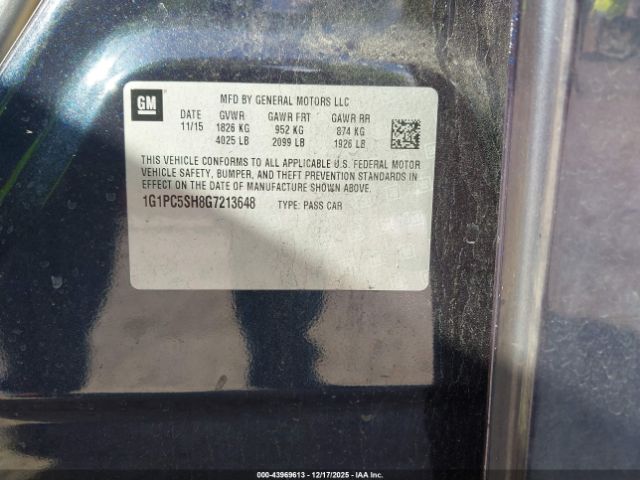 GM
MFD BY GENERAL MOTORS LLC
DATE GVWR GAWR FRT GAWR RR
11/15 1826 KG 952 KG 874 KG
4025 LB 2099 LB 1926 LB
THIS VEHICLE CONFORMS TO ALL APPLICABLE U.S. FEDERAL MOTOR
VEHICLE SAFETY, BUMPER, AND THEFT PREVENTION STANDARDS IN
EFFECT ON THE DATE OF MANUFACTURE SHOWN ABOVE.
1G1PC5SH8G7213648 TYPE: PASS CAR
000-43969613 - 12/17/2025 - IAAI, Inc.